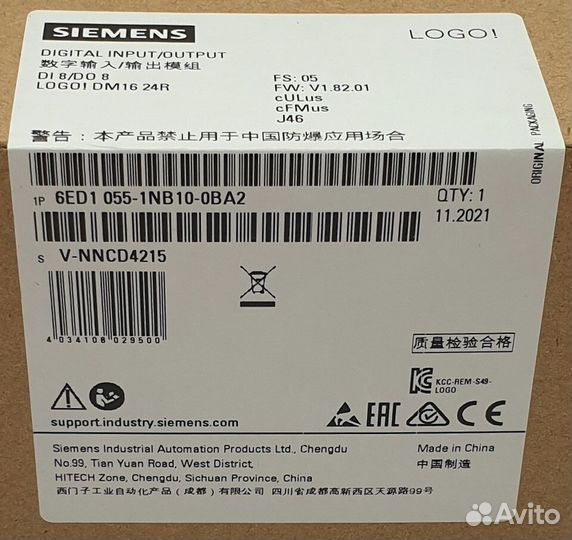 SIEMENS
LOGO!
DIGITAL INPUT/OUTPUT
数字输入/输出模组
DI 8/DO 8
LOGO! DM16 24R
FS: 05
FW: V1.82.01
cULus
cFMus
J46
警告: 本产品禁止用于中国防爆应用场合
ORIGINAL PACKAGING
1P 6ED1 055-1NB10-0BA2
QTY: 1
11.2021
S V-NNCD4215
4 034108 029500
质量检验合格
KCC-REM-S49-
LOGO
support.industry.siemens.com
EAC
CE
Siemens Industrial Automation Products Ltd., Chengdu
No.99, Tian Yuan Road, West District,
HITECH Zone, Chengdu, Sichuan Province, China
西门子工业自动化产品（成都）有限公司 四川省成都高新西区天源路99号
Made in China
中国制造
Avito